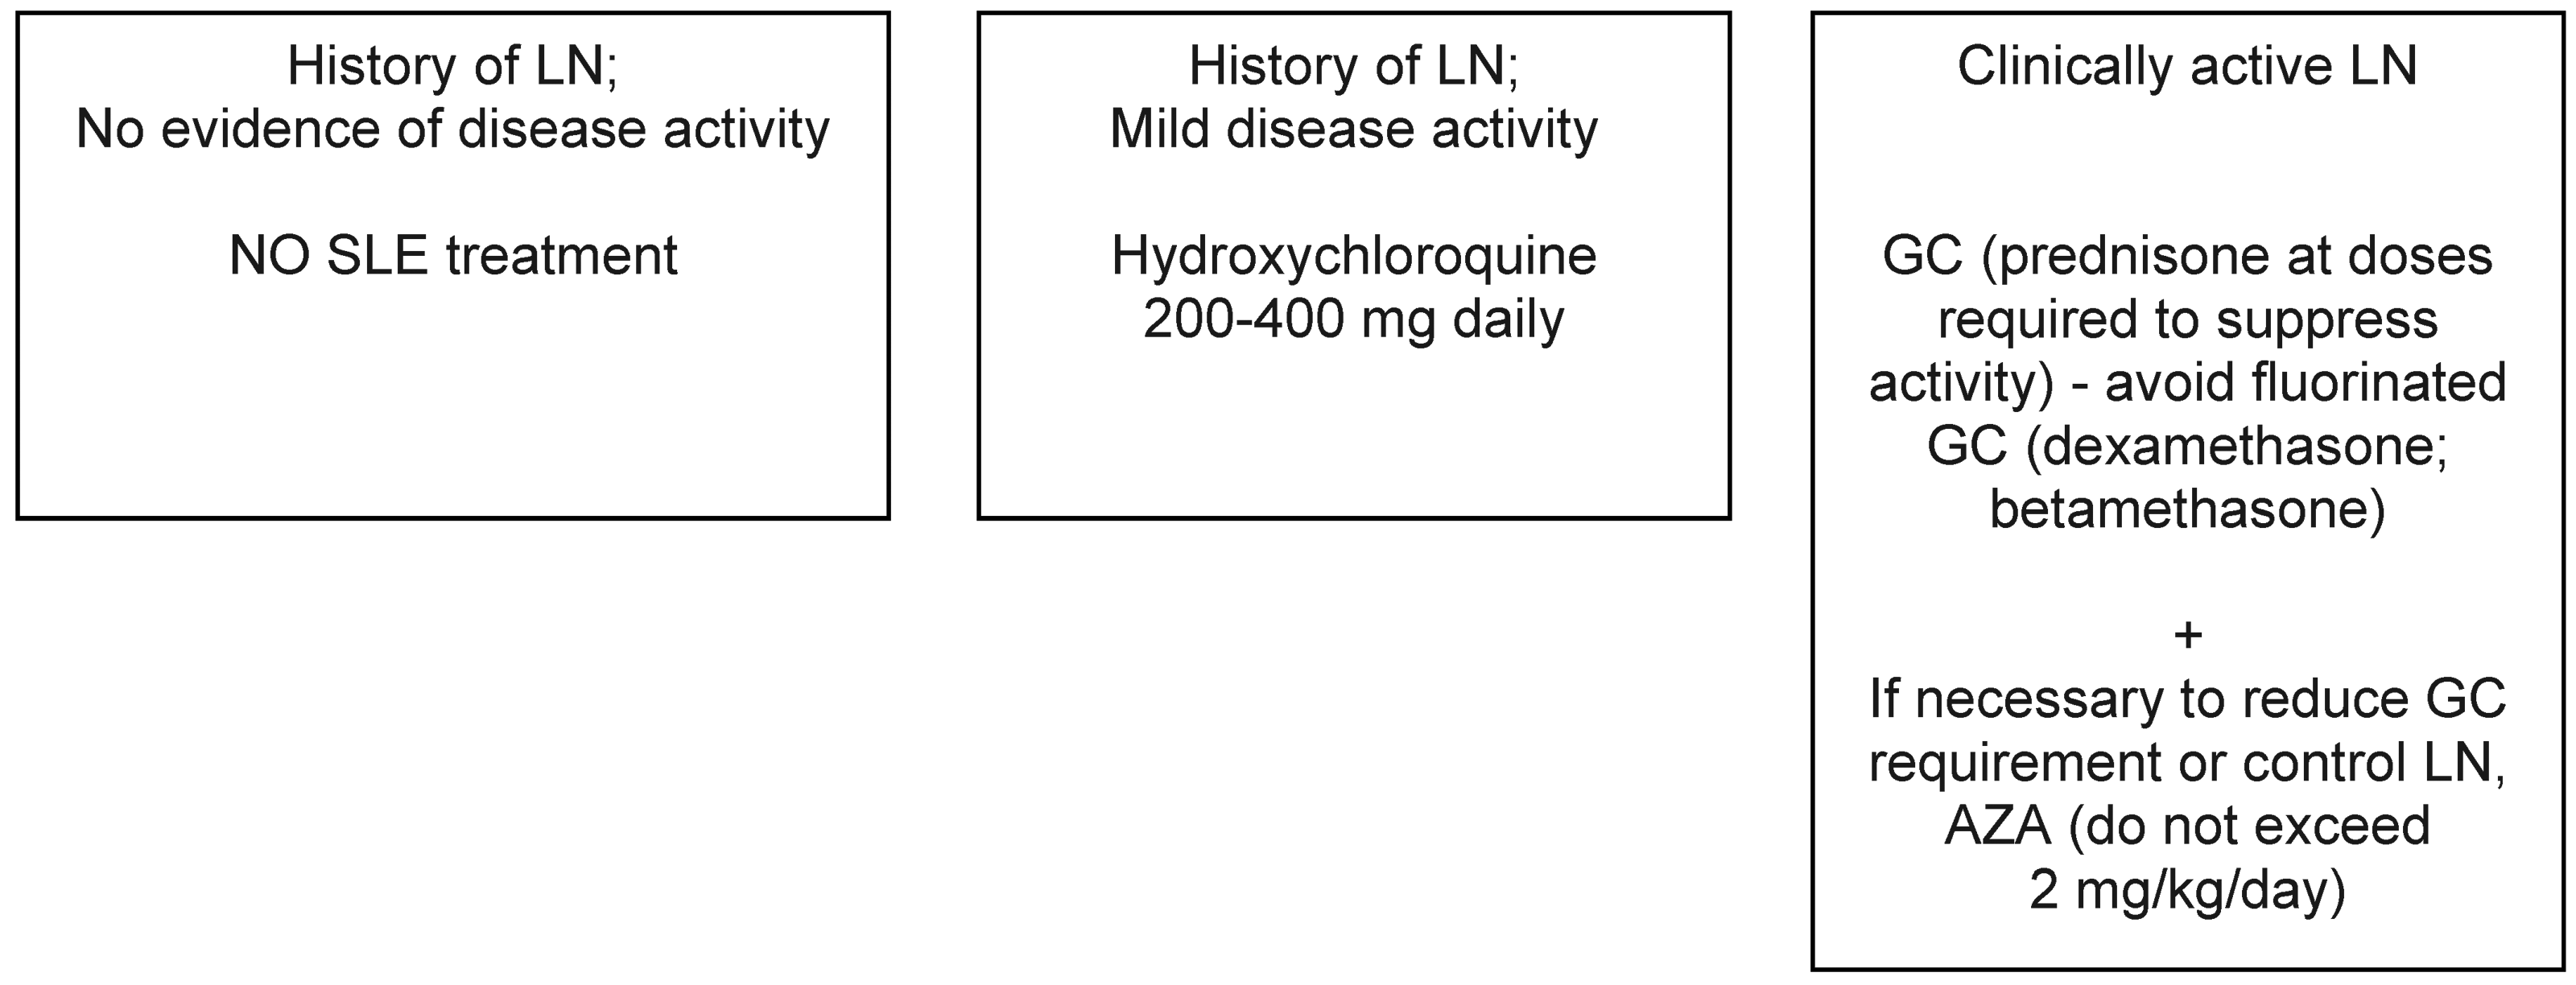 History of LN;
No evidence of disease activity
NO SLE treatment
History of LN;
Mild disease activity
Hydroxychloroquine
200-400 mg daily
Clinically active LN
GC (prednisone at doses
required to suppress
activity) - avoid fluorinated
GC (dexamethasone;
betamethasone)
+
If necessary to reduce GC
requirement or control LN,
AZA (do not exceed
2 mg/kg/day)